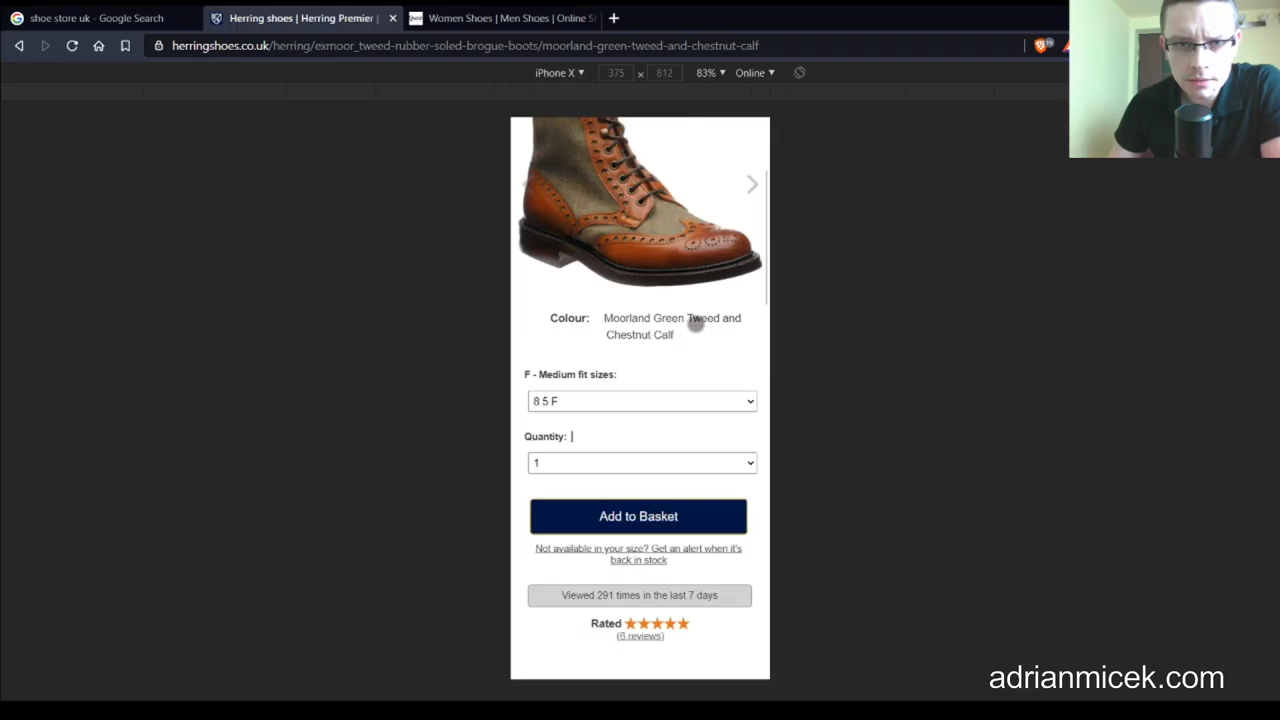 shoe store uk - Google Search
Herring shoes | Herring Premier |
Women Shoes | Men Shoes | Online S
herringshoes.co.uk/herring/exmoor_tweed-rubber-soled-brogue-boots/moorland-green-tweed-and-chestnut-calf
iPhone X 375 x 812 83% Online
Colour: Moorland Green Tweed and
Chestnut Calf
F - Medium fit sizes:
8 5 F
Quantity:
1
Add to Basket
Not available in your size? Get an alert when it's
back in stock
Viewed 291 times in the last 7 days
Rated
(6 reviews)
adrianmicek.com